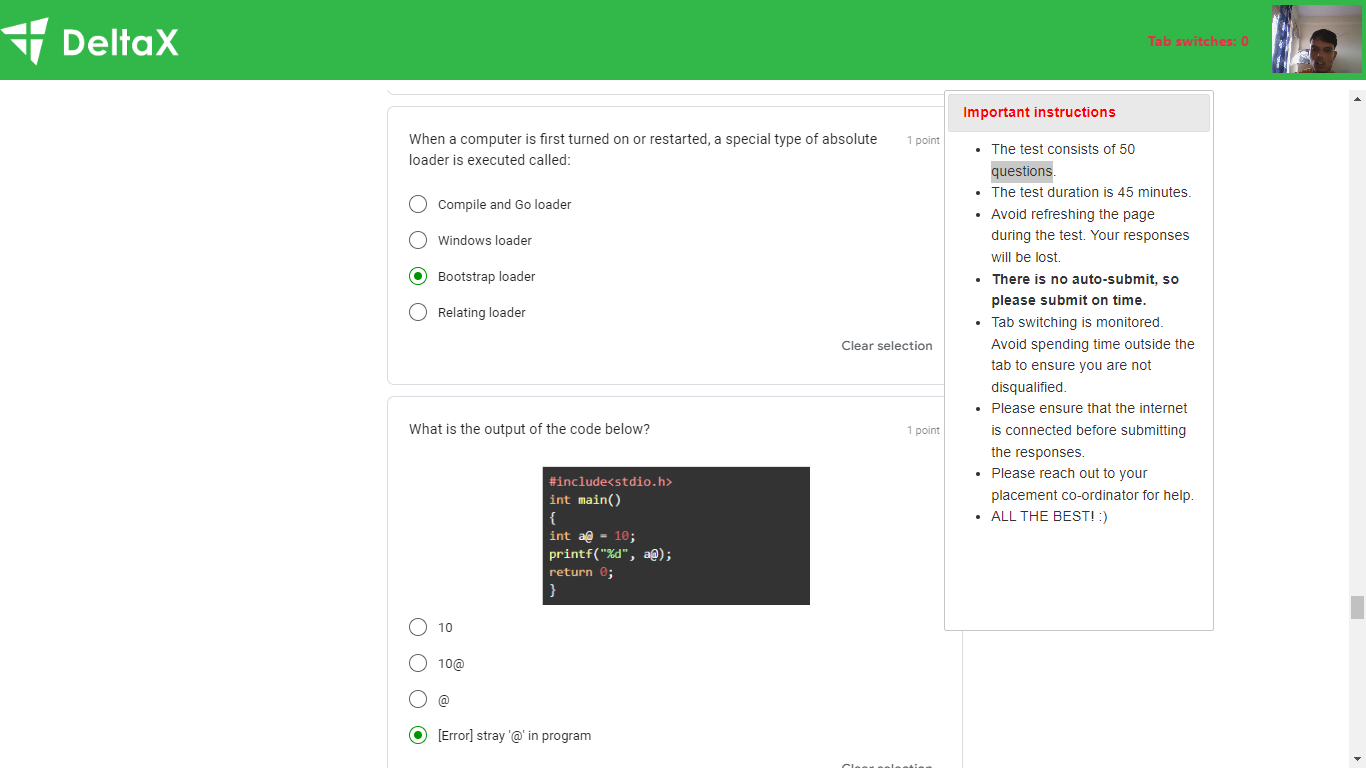 DeltaX
Tab switches: 0
When a computer is first turned on or restarted, a special type of absolute
loader is executed called:
1 point
Compile and Go loader
Windows loader
Bootstrap loader
Relating loader
Clear selection
What is the output of the code below?
1 point
#include<stdio.h>
int main()
{
int a@ = 10;
printf("%d", a@);
return 0;
}
10
10@
@
[Error] stray '@' in program
Clear selection
Important instructions
The test consists of 50
questions.
The test duration is 45 minutes.
Avoid refreshing the page
during the test. Your responses
will be lost.
There is no auto-submit, so
please submit on time.
Tab switching is monitored.
Avoid spending time outside the
tab to ensure you are not
disqualified.
Please ensure that the internet
is connected before submitting
the responses.
Please reach out to your
placement co-ordinator for help.
ALL THE BEST! :)